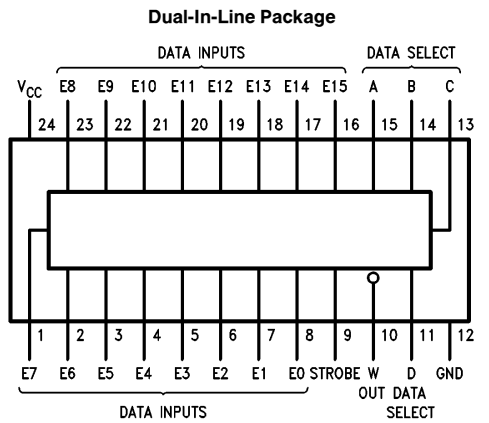 Dual-In-Line Package
DATA INPUTS DATA SELECT
VCC E8 E9 E10 E11 E12 E13 E14 E15 A B C
24 23 22 21 20 19 18 17 16 15 14 13
1 2 3 4 5 6 7 8 9 10 11 12
E7 E6 E5 E4 E3 E2 E1 E0 STROBE W D GND
DATA INPUTS OUT DATA
SELECT